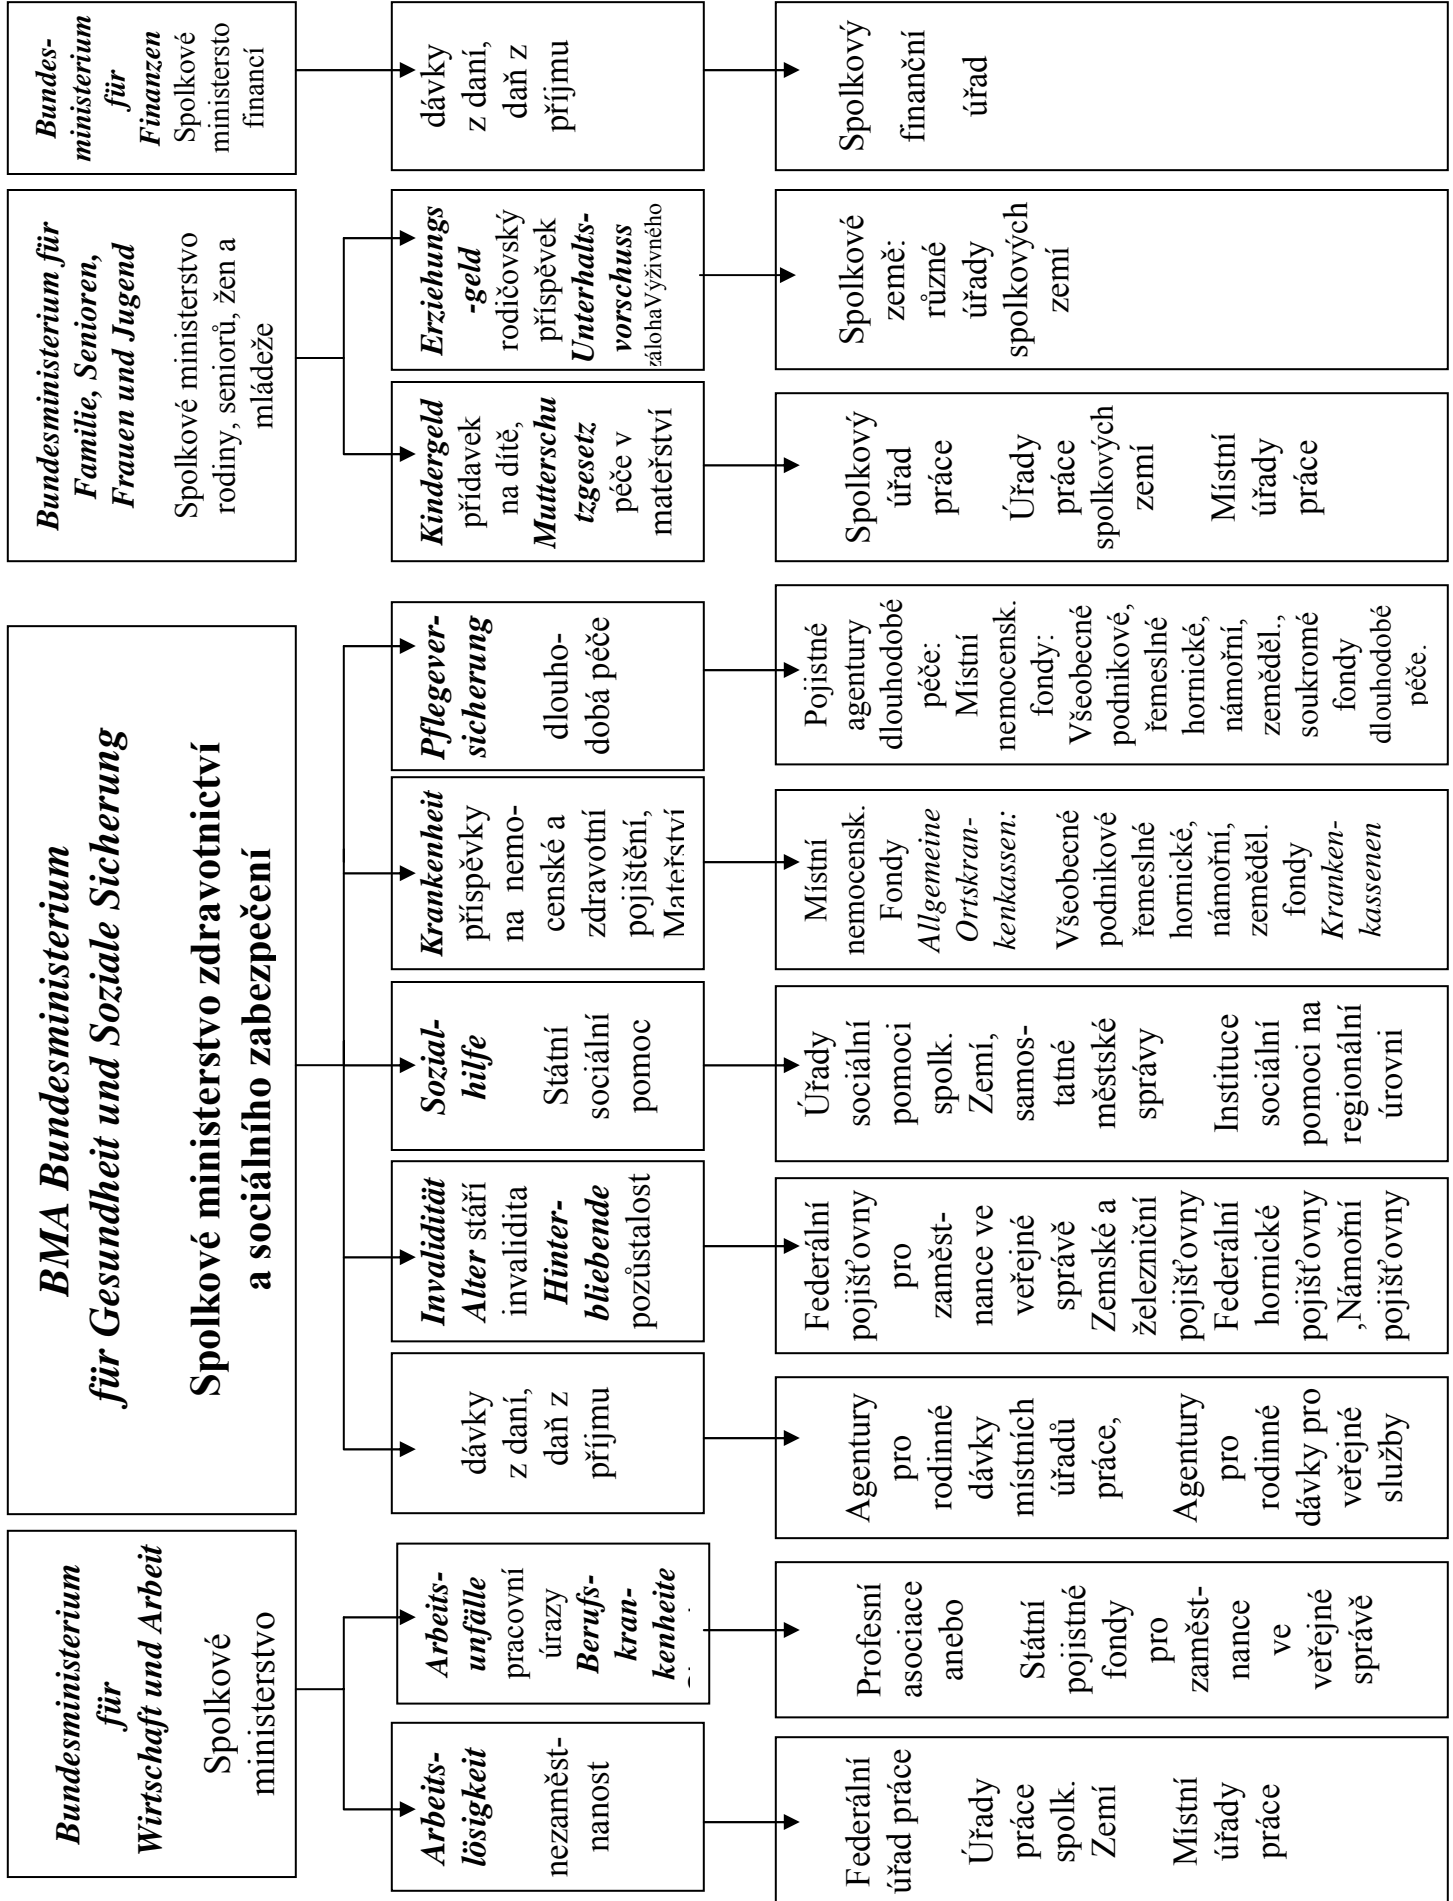 Bundesministerium
für
Wirtschaft und Arbeit
Spolkové
ministerstvo
BMA Bundesministerium
für Gesundheit und Soziale Sicherung
Spolkové ministerstvo zdravotnictví
a sociálního zabezpečení
Bundesministerium für
Familie, Senioren,
Frauen und Jugend
Spolkové ministerstvo
rodiny, seniorů, žen a
mládeže
Bundes-
ministerium
für
Finanzen
Spolkové
ministersto
financí
Arbeits-
lösigkeit
nezaměst-
nanost
Arbeits-
unfälle
pracovní
úrazy
Berufs-
kran-
kenheite
dávky
z daní,
daň z
příjmu
Invalidität
Alter stáří
invalidita
Hinter-
bliebende
pozůstalost
Sozial-
hilfe
Státní
sociální
pomoc
Krankenheit
příspěvky
na nemo-
censké a
zdravotní
pojištění,
Mateřství
Pflegever-
sicherung
dlouho-
dobá péče
Kindergeld
přídavek
na dítě,
Mutterschu
tzgesetz
péče v
mateřství
Erziehungs
-geld
rodičovský
příspěvek
Unterhalts-
vorschuss
zálohaVýživného
dávky
z daní,
daň z
příjmu
Federální
úřad práce
Úřady
práce
spolk.
Zemí
Místní
úřady
práce
Profesní
asociace
anebo
Státní
pojistné
fondy
pro
zaměst-
nance
ve
veřejné
správě
Agentury
pro
rodinné
dávky
místních
úřadů
práce,
Agentury
pro
rodinné
dávky pro
veřejné
služby
Federální
pojišťovny
pro
zaměst-
nance ve
veřejné
správě
Zemské a
železniční
pojišťovny
Federální
hornické
pojišťovny
,Námořní
pojišťovny
Úřady
sociální
pomoci
spolk.
Zemí,
samos-
tatné
městské
správy
Instituce
sociální
pomoci na
regionální
úrovni
Místní
nemocensk.
Fondy
Allgemeine
Ortskran-
kenkassen:
Všeobecné
podnikové
řemeslné
hornické,
námořní,
zeměděl.
fondy
Kranken-
kassenen
Pojistné
agentury
dlouhodobé
péče:
Místní
nemocensk.
fondy:
Všeobecné
podnikové,
řemeslné
hornické,
námořní,
zeměděl.,
soukromé
fondy
dlouhodobé
péče.
Spolkový
úřad
práce
Úřady
práce
spolkových
zemí
Místní
úřady
práce
Spolkové
země:
různé
úřady
spolkových
zemí
Spolkový
finanční
úřad